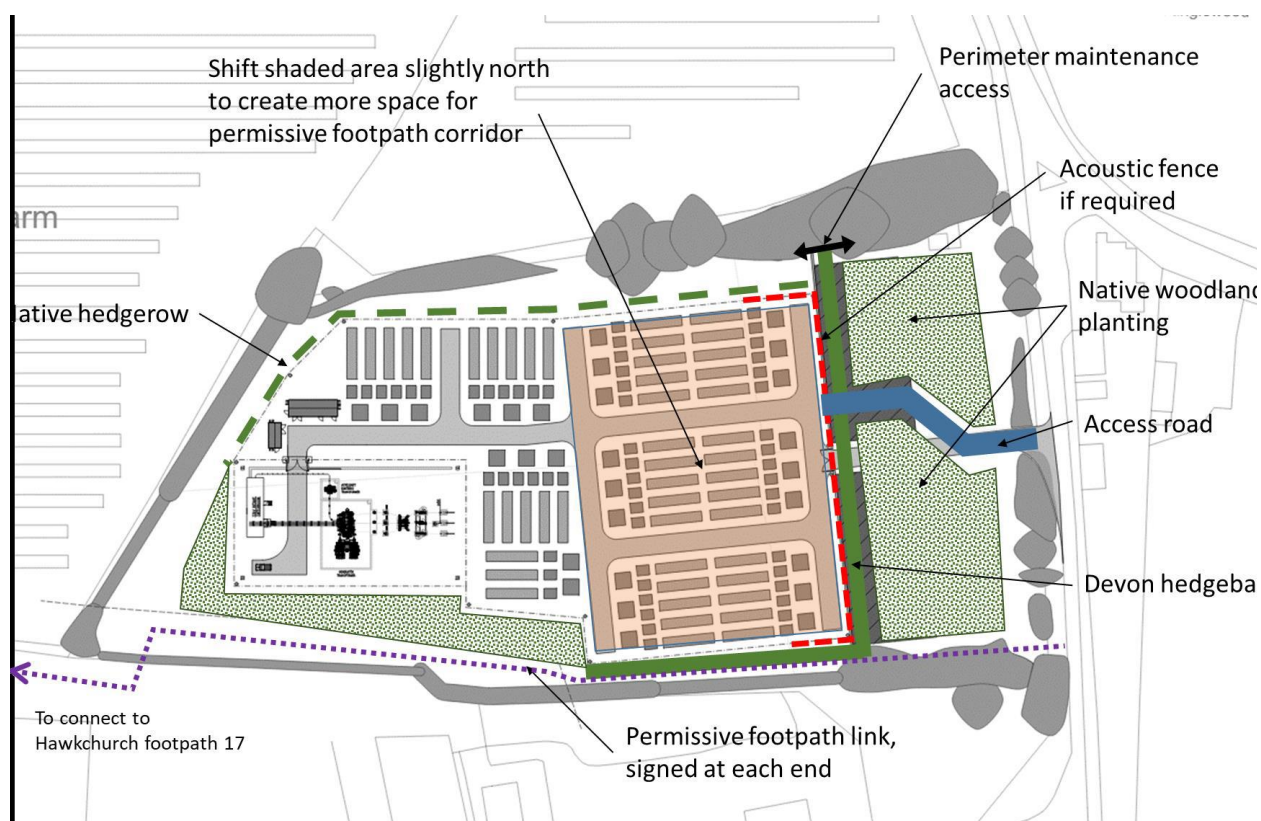 Shift shaded area slightly north
to create more space for
permissive footpath corridor
Perimeter maintenance
access
Acoustic fence
if required
arm
Native woodland
planting
ative hedgerow
Access road
Devon hedgeba
To connect to
Hawkchurch footpath 17
Permissive footpath link,
signed at each end